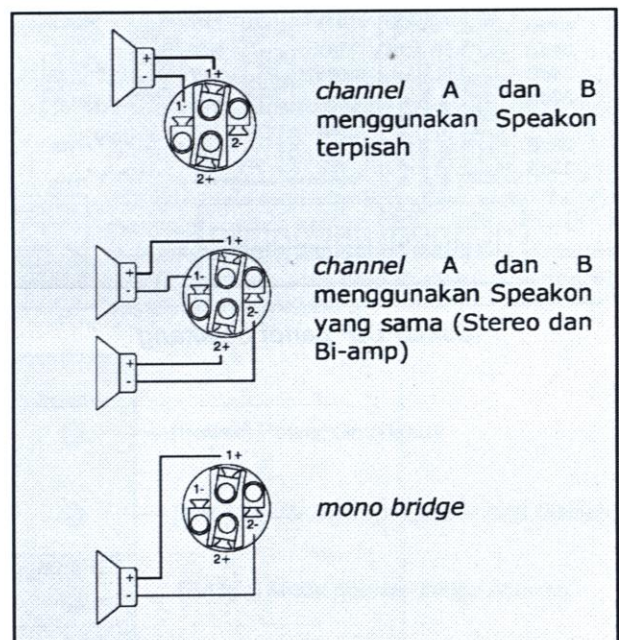 +
-
1+
1-
2-
2+
channel A dan B
menggunakan Speakon
terpisah
+
-
+
-
1+
1-
2-
2+
channel A dan B
menggunakan Speakon
yang sama (Stereo dan
Bi-amp)
+
-
1+
1-
2-
2+
mono bridge